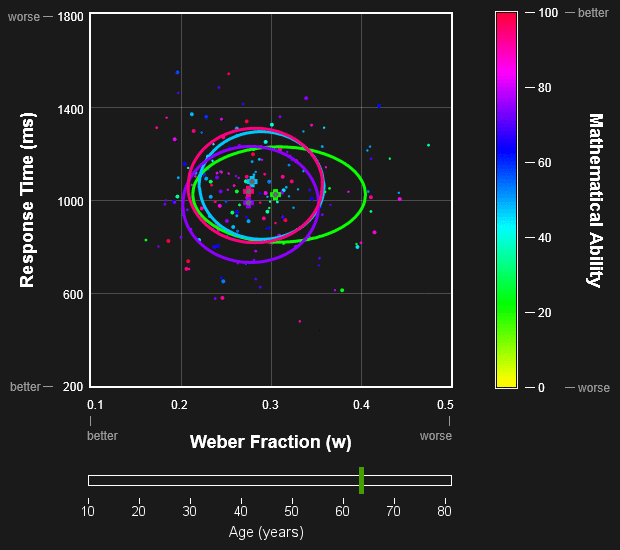 worse
1800
1400
1000
600
200
better
Response Time (ms)
0.1
0.2
0.3
0.4
0.5
better
worse
Weber Fraction (w)
10
20
30
40
50
60
70
80
Age (years)
100
80
60
40
20
0
better
worse
Mathematical Ability